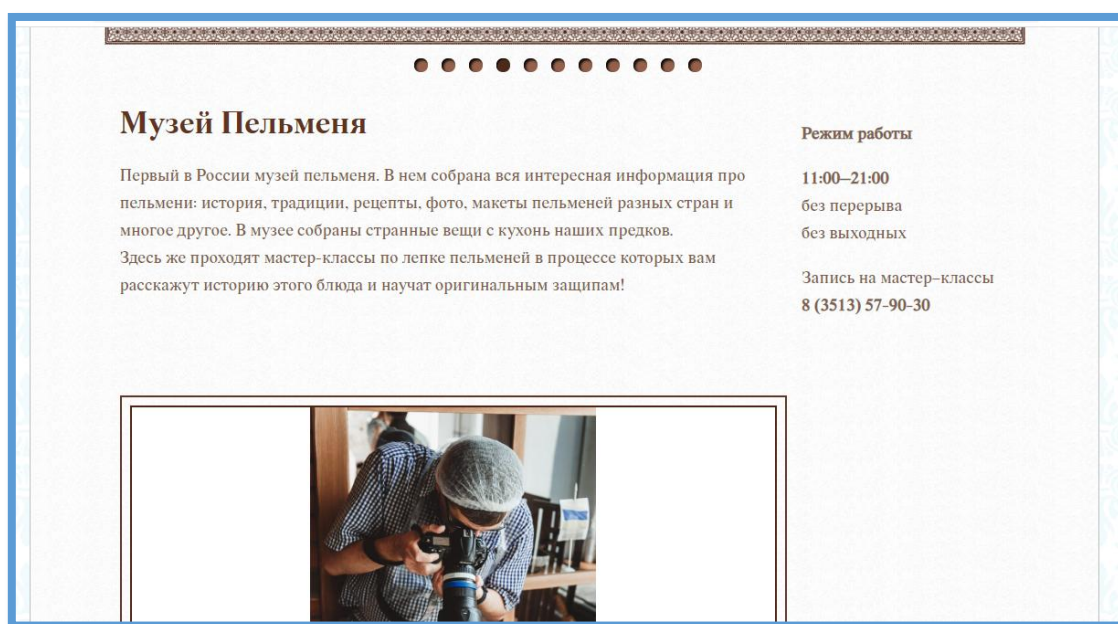 Музей Пельменя
Первый в России музей пельменя. В нем собрана вся интересная информация про
пельмени: история, традиции, рецепты, фото, макеты пельменей разных стран и
многое другое. В музее собраны странные вещи с кухонь наших предков.
Здесь же проходят мастер-классы по лепке пельменей в процессе которых вам
расскажут историю этого блюда и научат оригинальным защипам!
Режим работы
11:00–21:00
без перерыва
без выходных
Запись на мастер–классы
8 (3513) 57-90-30